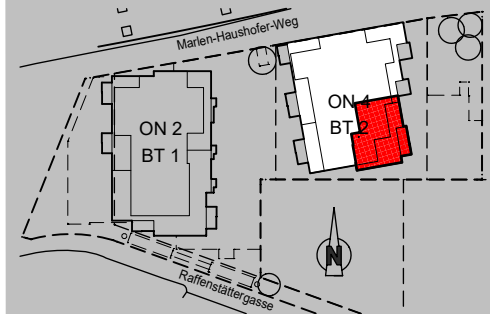 Marlen-Haushofer-Weg
ON 4
BT 2
ON 2
BT 1
N
Raffenstättergasse